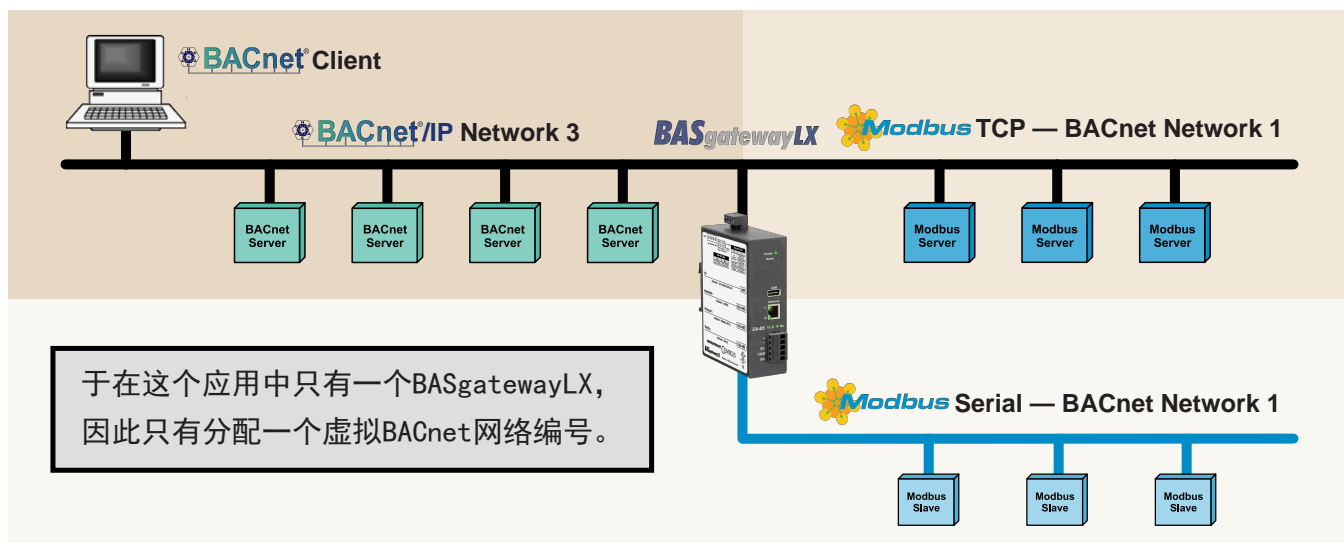 BACnet® Client
BACnet®/IP Network 3
BASgatewayLX
Modbus TCP — BACnet Network 1
BACnet
Server
BACnet
Server
BACnet
Server
BACnet
Server
Modbus
Server
Modbus
Server
Modbus
Server
于在这个应用中只有一个BASgatewayLX，
因此只有分配一个虚拟BACnet网络编号。
Modbus Serial — BACnet Network 1
Modbus
Slave
Modbus
Slave
Modbus
Slave